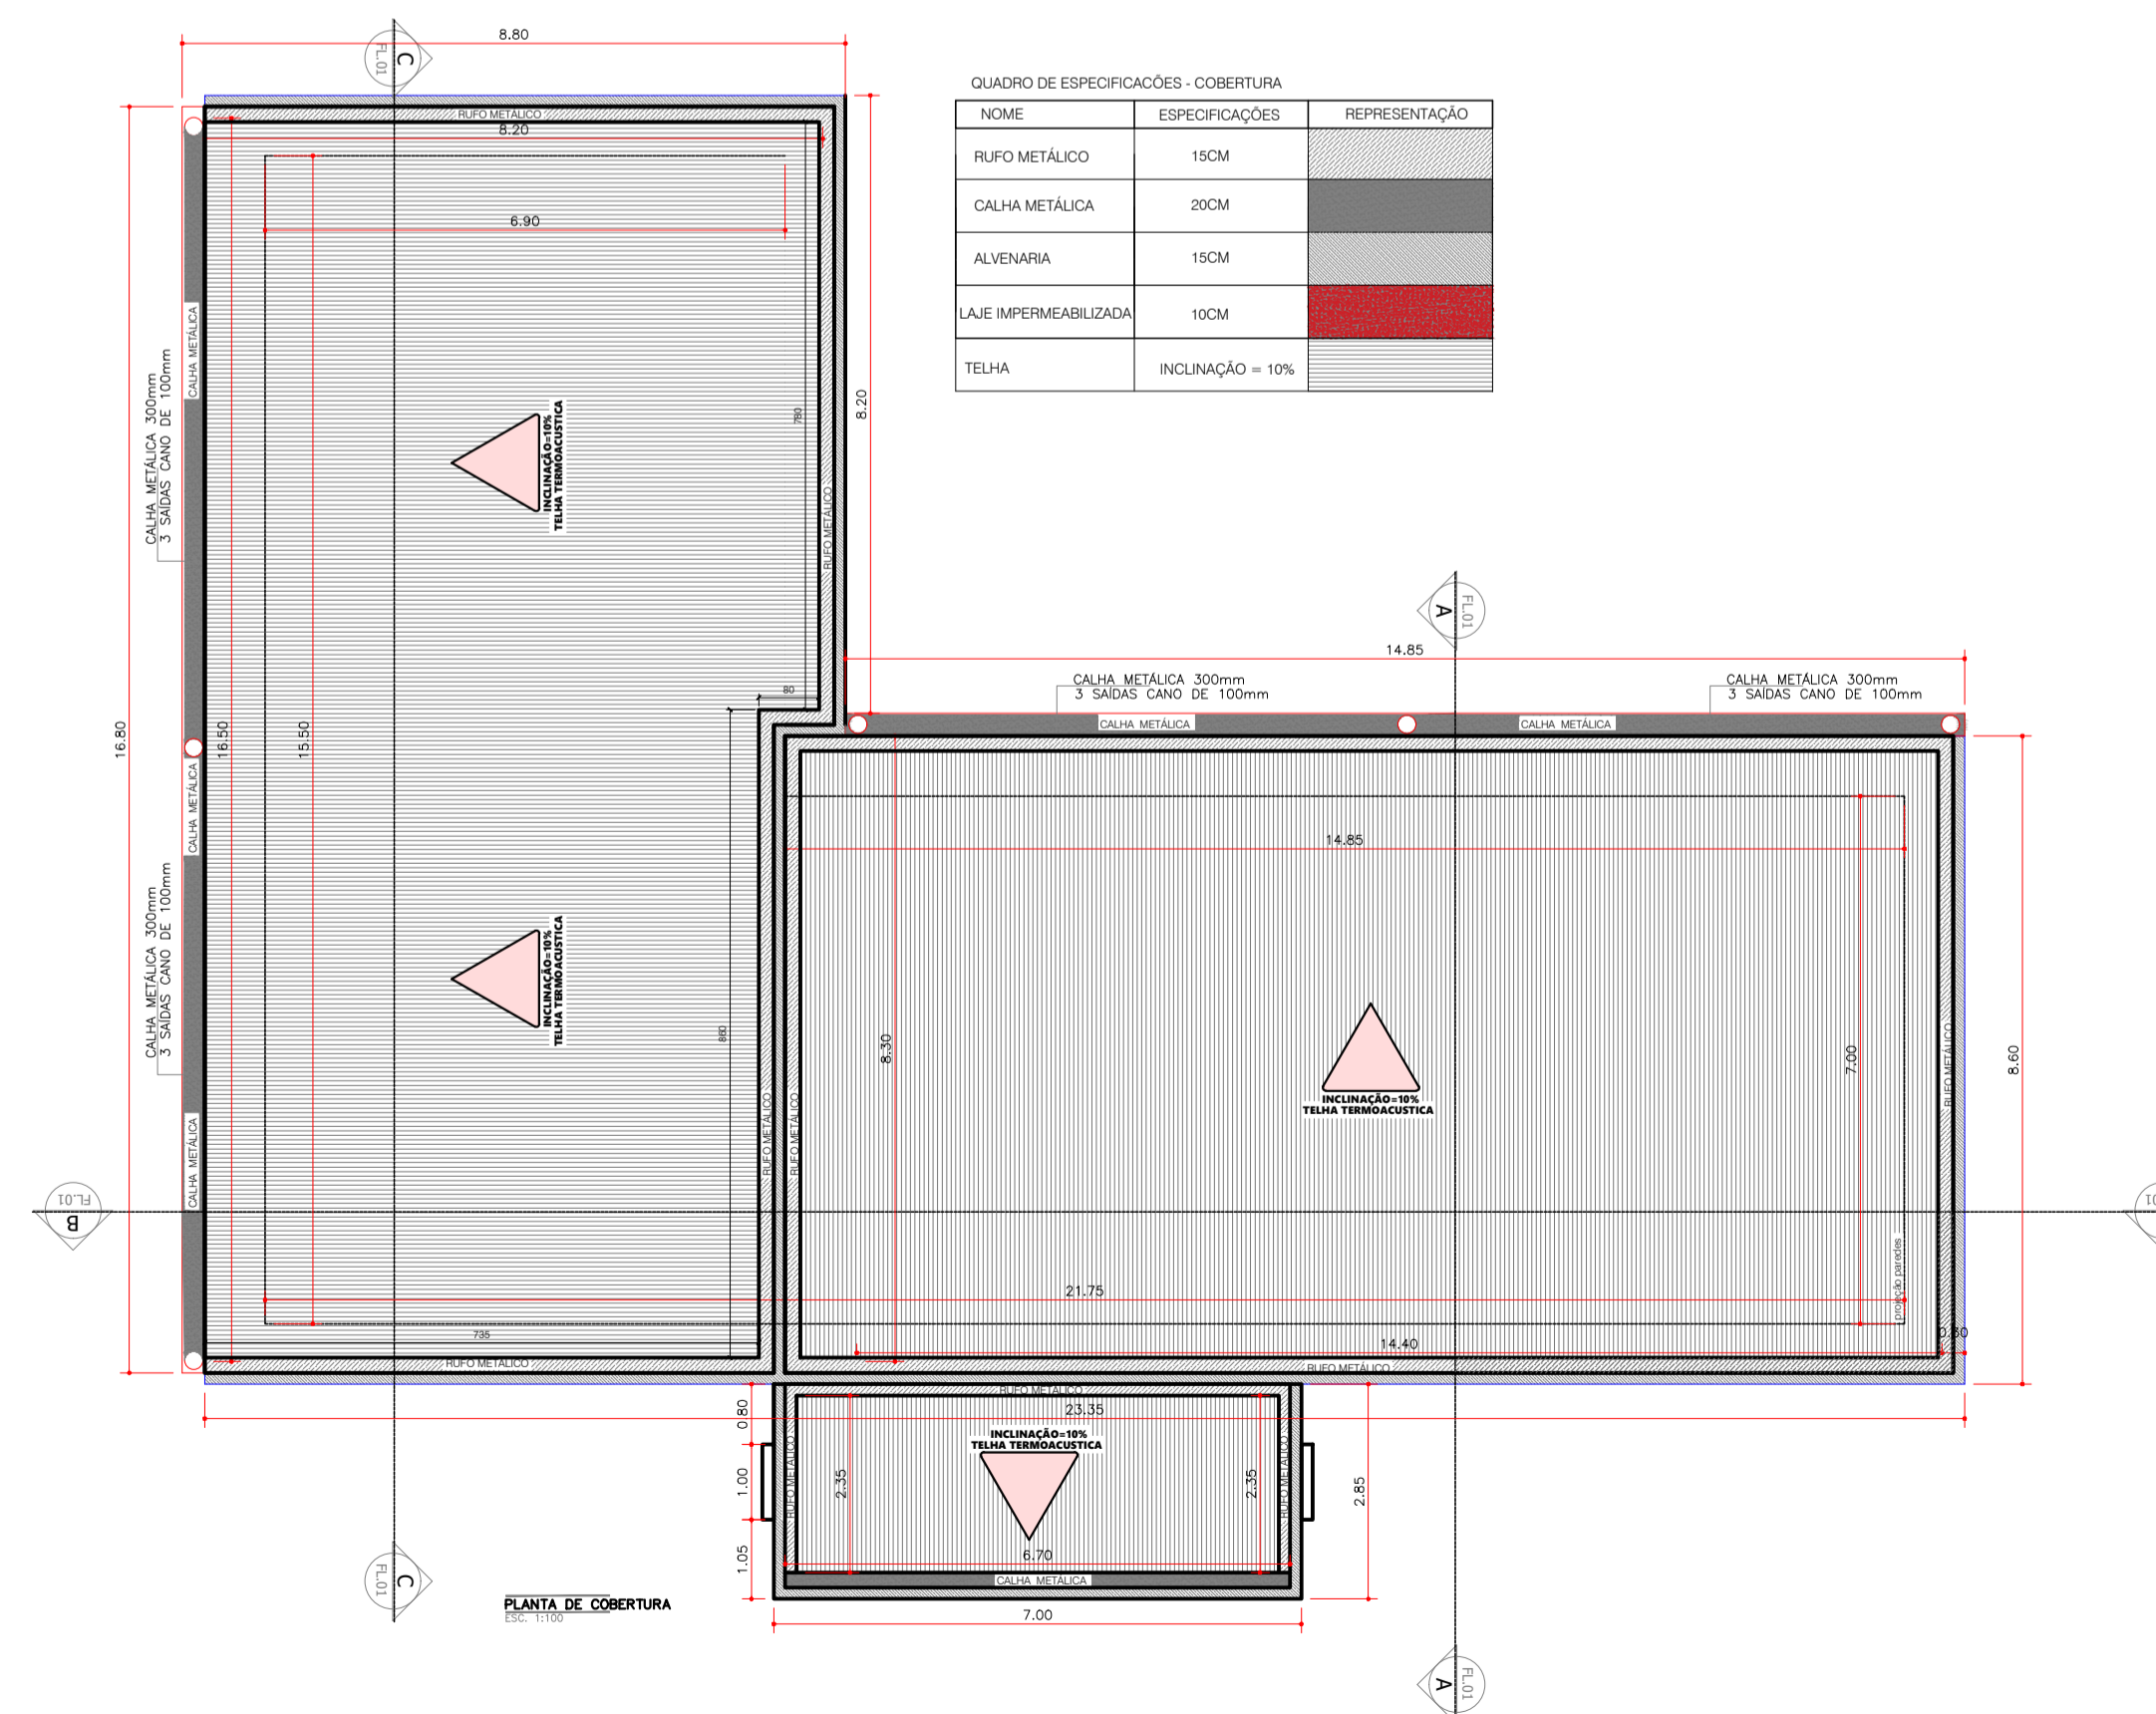 8.80
C
FL.01
QUADRO DE ESPECIFICACÕES - COBERTURA
NOME ESPECIFICAÇÕES REPRESENTAÇÃO
RUFO METÁLICO 15CM
CALHA METÁLICA 20CM
ALVENARIA 15CM
LAJE IMPERMEABILIZADA 10CM
TELHA INCLINAÇÃO = 10%
RUFO METÁLICO
8.20
6.90
CALHA METÁLICA
CALHA METÁLICA 300mm
3 SAÍDAS CANO DE 100mm
INCLINAÇÃO=10%
TELHA TERMOACUSTICA
780
8.20
RUFO METÁLICO
A
FL.01
14.85
80
CALHA METÁLICA 300mm
3 SAÍDAS CANO DE 100mm
CALHA METÁLICA 300mm
3 SAÍDAS CANO DE 100mm
CALHA METÁLICA
CALHA METÁLICA
16.80
16.50
15.50
CALHA METÁLICA
14.85
CALHA METÁLICA 300mm
3 SAÍDAS CANO DE 100mm
INCLINAÇÃO=10%
TELHA TERMOACUSTICA
860
8.30
7.00
RUFO METÁLICO
8.60
INCLINAÇÃO=10%
TELHA TERMOACUSTICA
RUFO METÁLICO
RUFO METÁLICO
CALHA METÁLICA
FL.01
B
projeção paredes
21.75
735
14.40
0.30
RUFO METÁLICO
RUFO METÁLICO
RUFO METÁLICO
23.35
0.80
1.00
1.05
INCLINAÇÃO=10%
TELHA TERMOACUSTICA
RUFO METÁLICO
2.35
2.35
RUFO METÁLICO
2.85
6.70
CALHA METÁLICA
7.00
C
FL.01
PLANTA DE COBERTURA
ESC. 1:100
A
FL.01